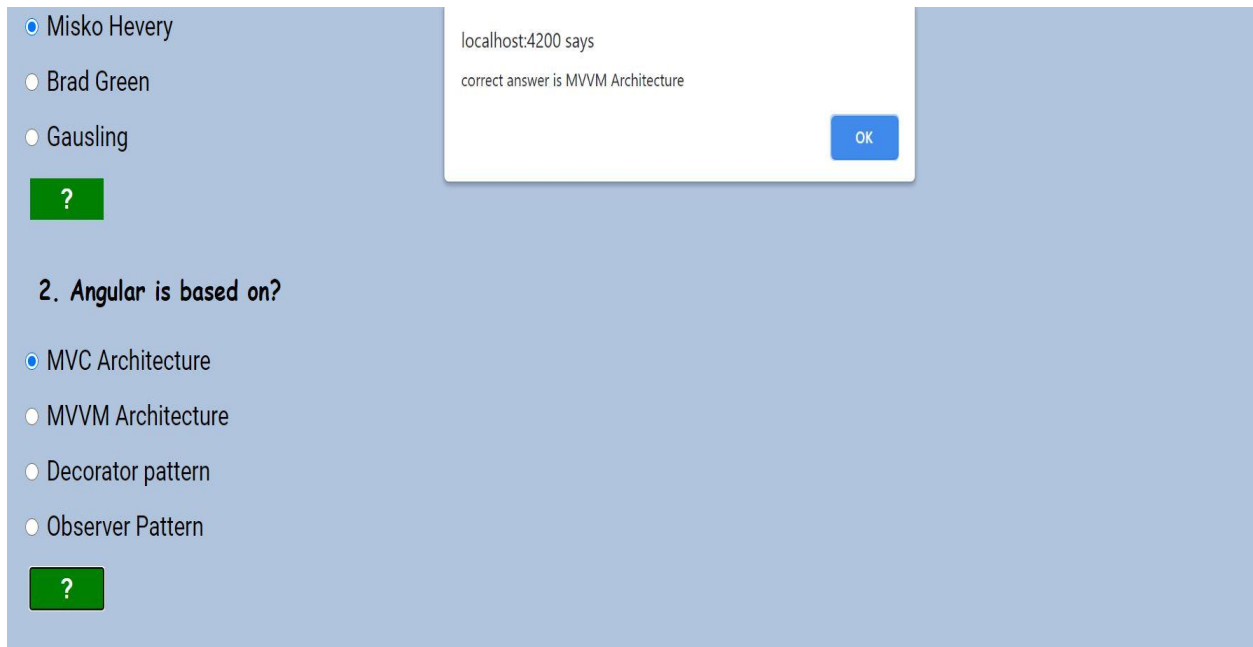 Misko Hevery
localhost:4200 says
correct answer is MVVM Architecture
OK
Brad Green
Gausling
?
2. Angular is based on?
MVC Architecture
MVVM Architecture
Decorator pattern
Observer Pattern
?